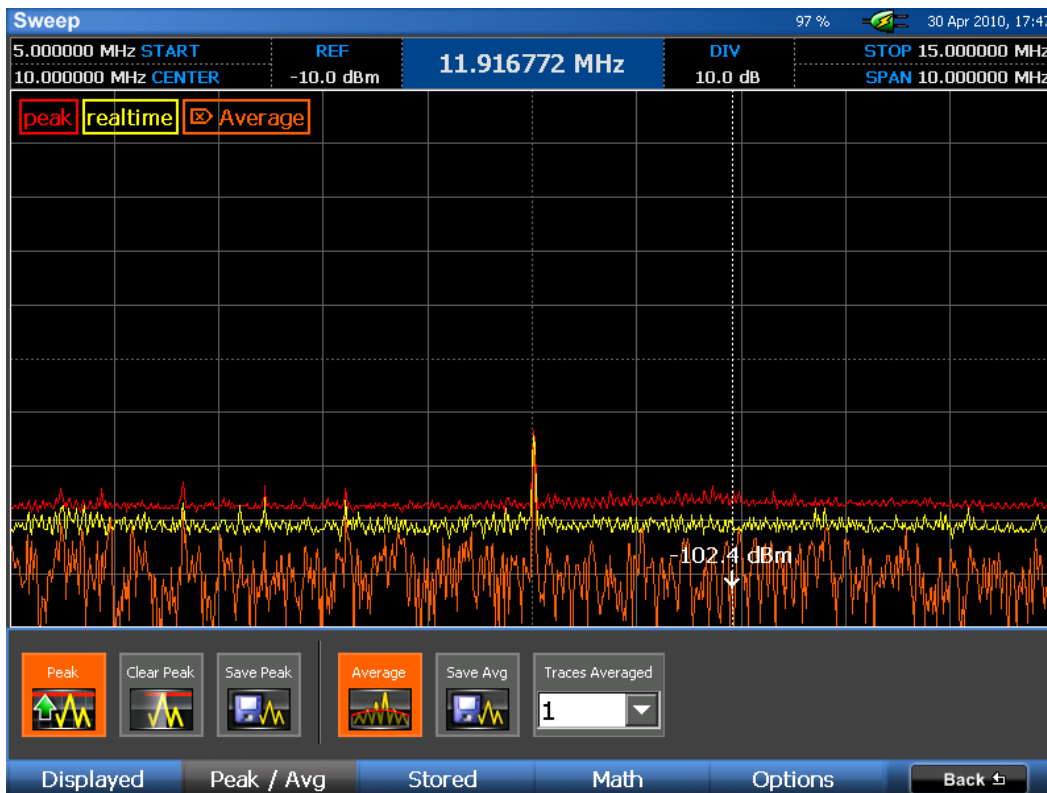 Sweep 97 % 30 Apr 2010, 17:47
5.000000 MHz START REF 11.916772 MHz DIV STOP 15.000000 MHz
10.000000 MHz CENTER -10.0 dBm 10.0 dB SPAN 10.000000 MHz
peak realtime Average
-102.4 dBm
Peak Clear Peak Save Peak Average Save Avg Traces Averaged
1
Displayed Peak / Avg Stored Math Options Back